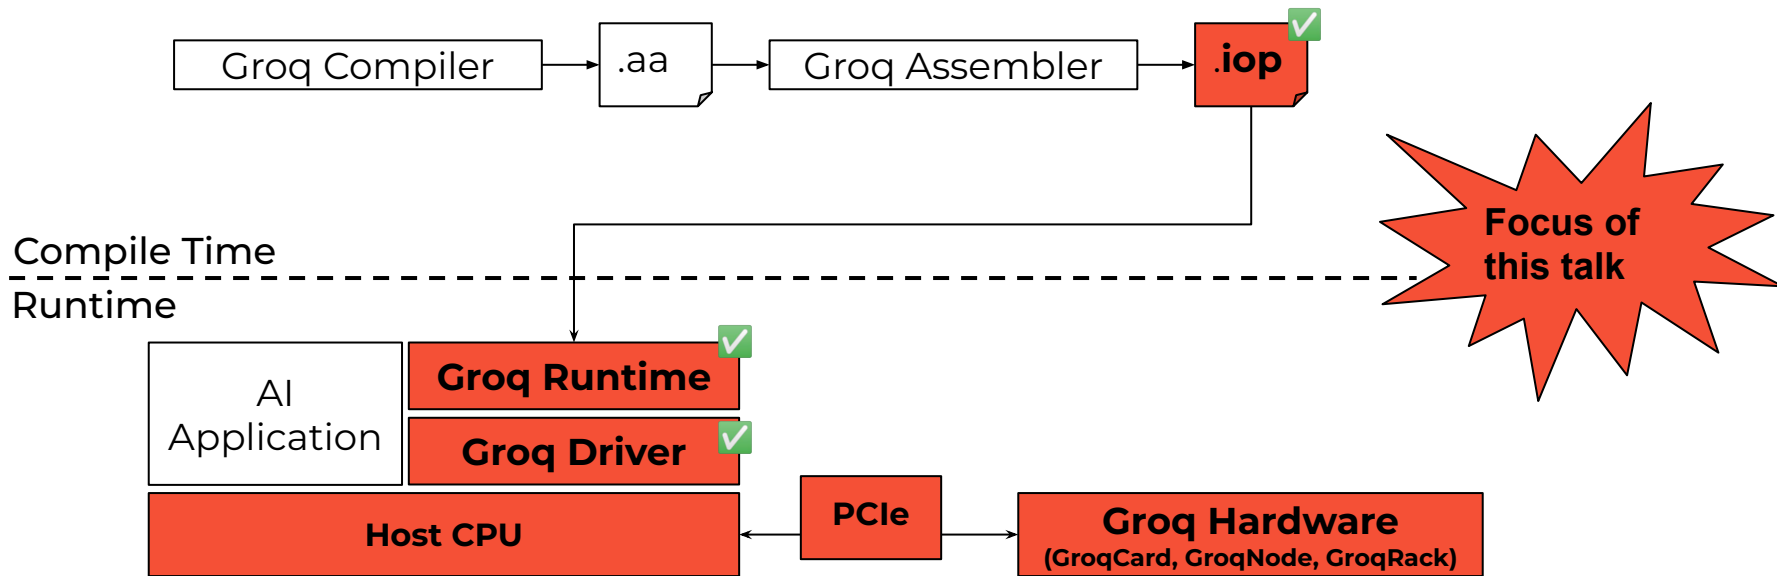 Groq Compiler
.aa
Groq Assembler
.iop
Focus of
this talk
Compile Time
Runtime
AI
Application
Groq Runtime
Groq Driver
Host CPU
PCIe
Groq Hardware
(GroqCard, GroqNode, GroqRack)